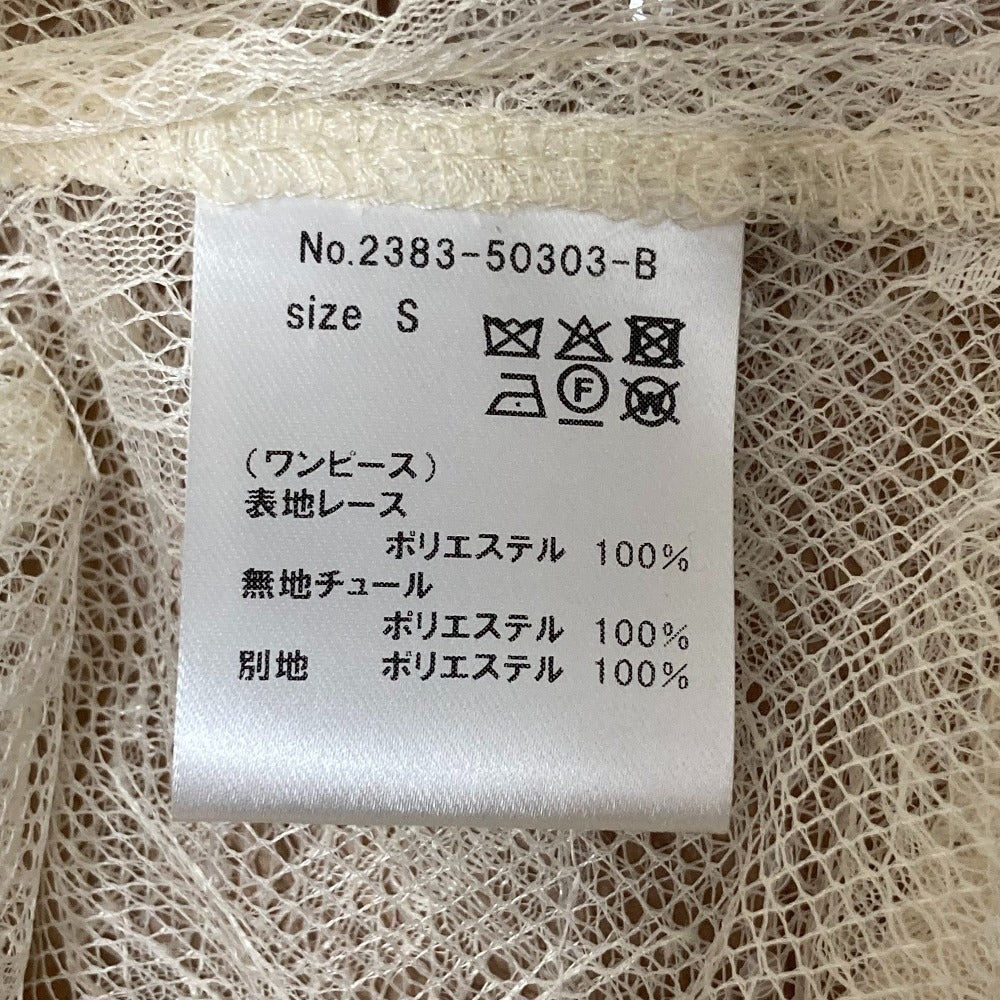 No.2383-50303-B
size S
F
W
(ワンピース)
表地レース
ポリエステル 100%
無地チュール
ポリエステル 100%
別地 ポリエステル 100%